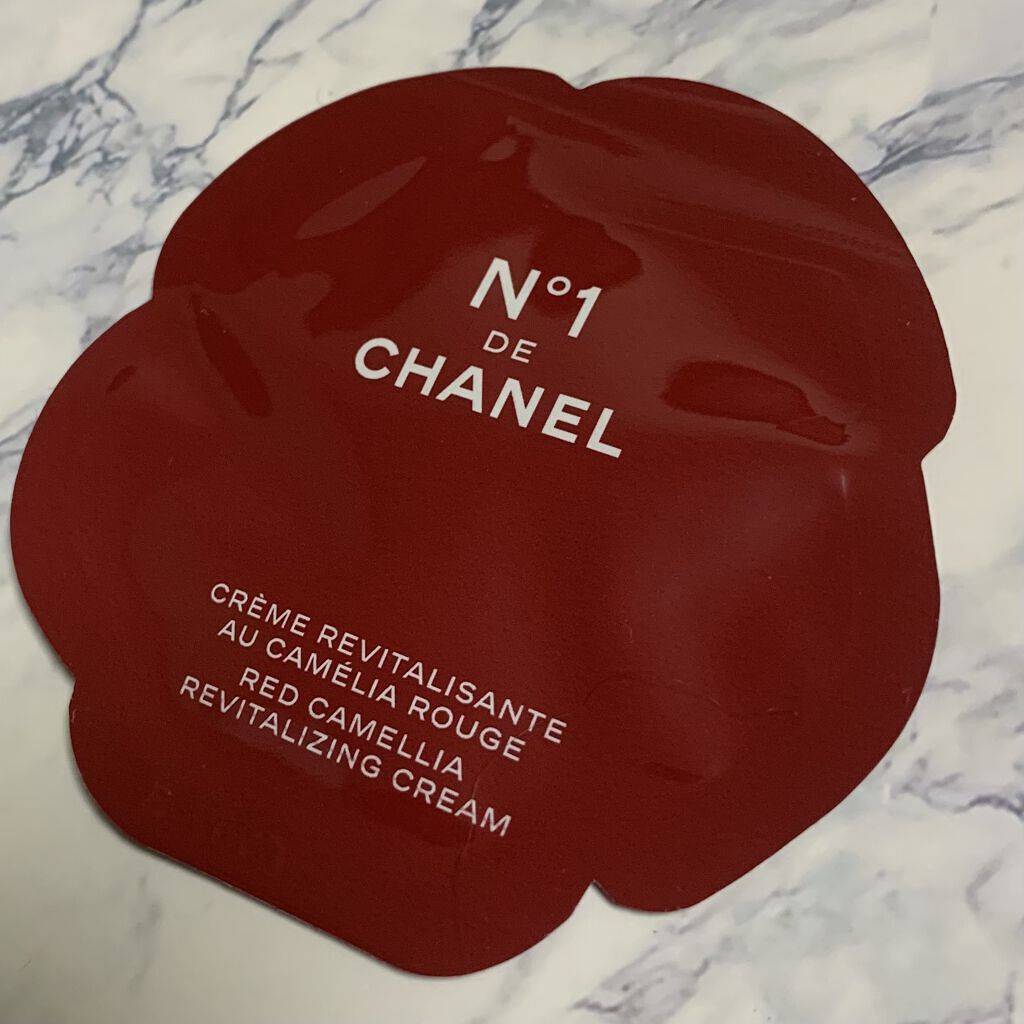 N°1
DE
CHANEL
CRÈME REVITALISANTE
AU CAMÉLIA ROUGE
RED CAMELLIA
REVITALIZING CREAM